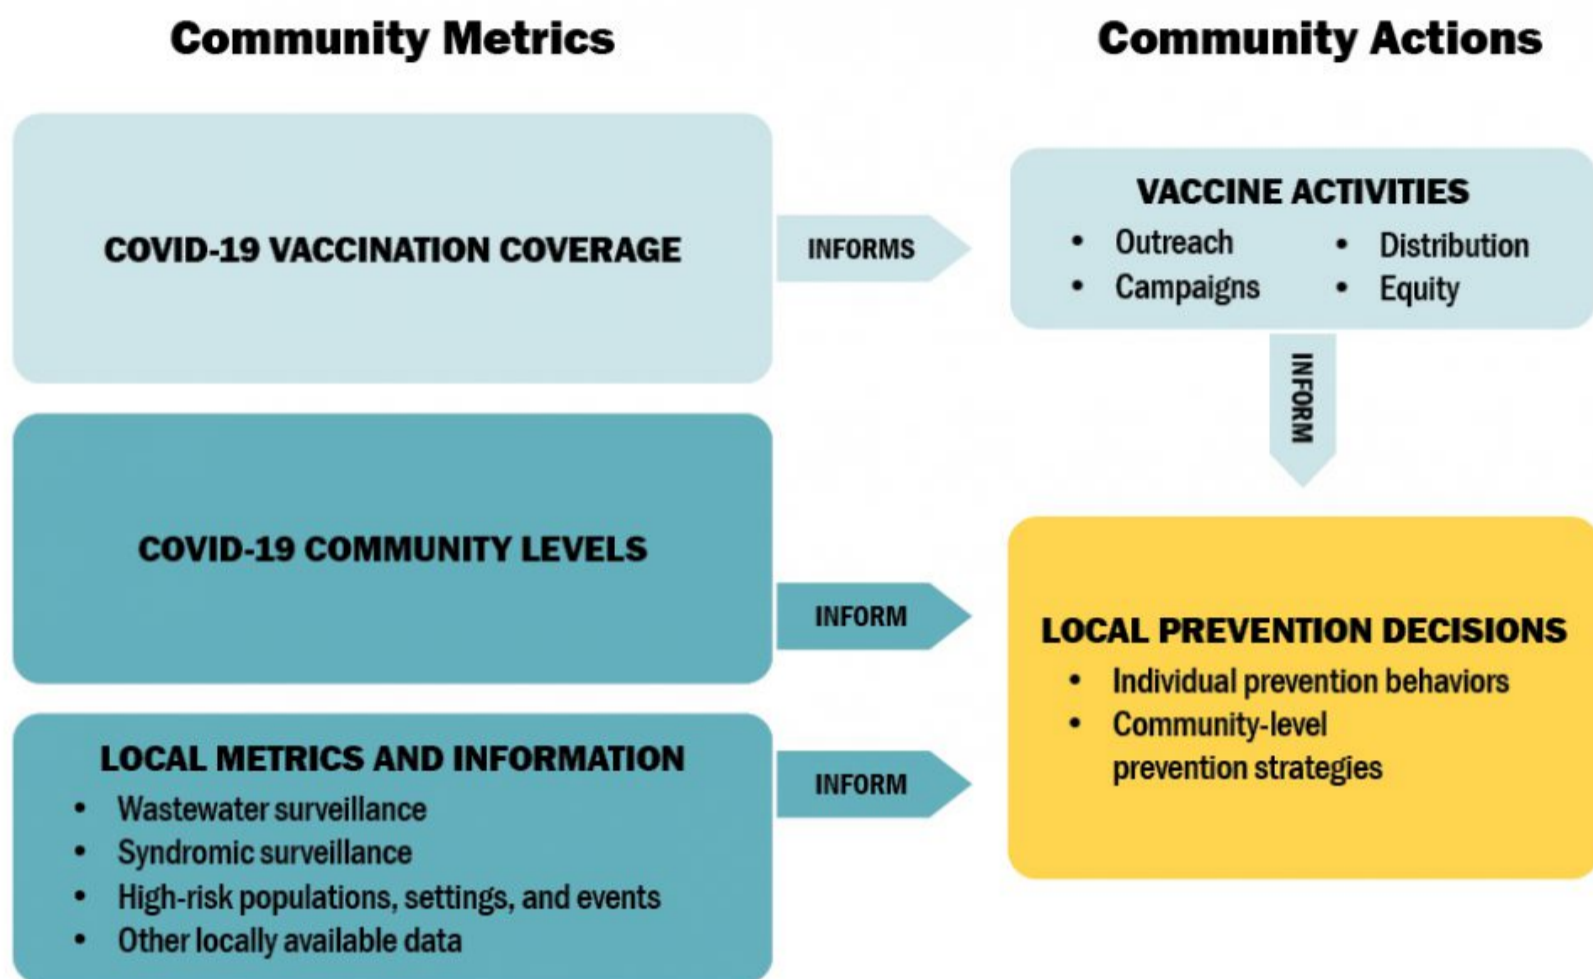 Community Metrics
Community Actions
COVID-19 VACCINATION COVERAGE
INFORMS
VACCINE ACTIVITIES
• Outreach
• Campaigns
• Distribution
• Equity
INFORM
COVID-19 COMMUNITY LEVELS
INFORM
LOCAL PREVENTION DECISIONS
• Individual prevention behaviors
• Community-level
prevention strategies
LOCAL METRICS AND INFORMATION
• Wastewater surveillance
• Syndromic surveillance
• High-risk populations, settings, and events
• Other locally available data
INFORM